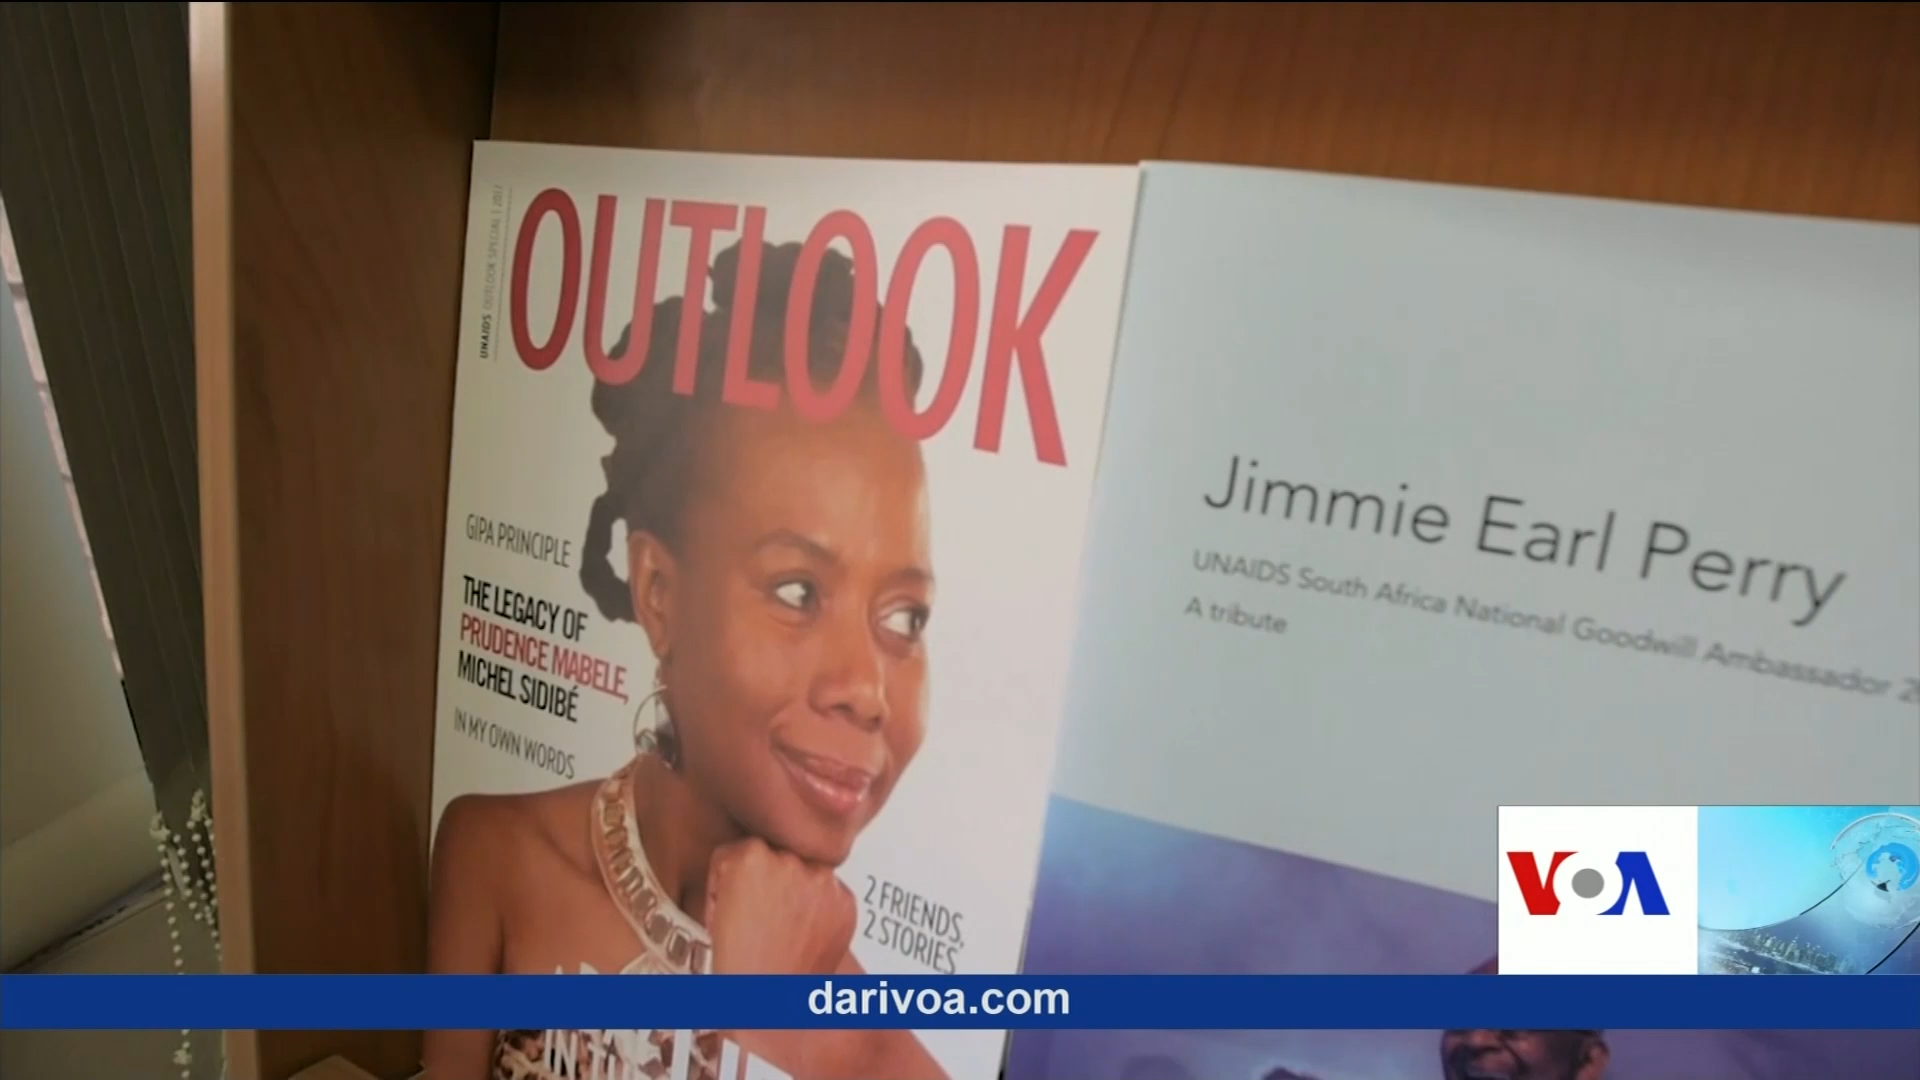 UNAIDS OUTLOOK SPECIAL | 2017
OUTLOOK
GIPA PRINCIPLE
THE LEGACY OF
PRUDENCE MABELE,
MICHEL SIDIBÉ
IN MY OWN WORDS
2 FRIENDS,
2 STORIES
IN
Jimmie Earl Perry
UNAIDS South Africa National Goodwill Ambassador
A tribute
VOA
darivoa.com